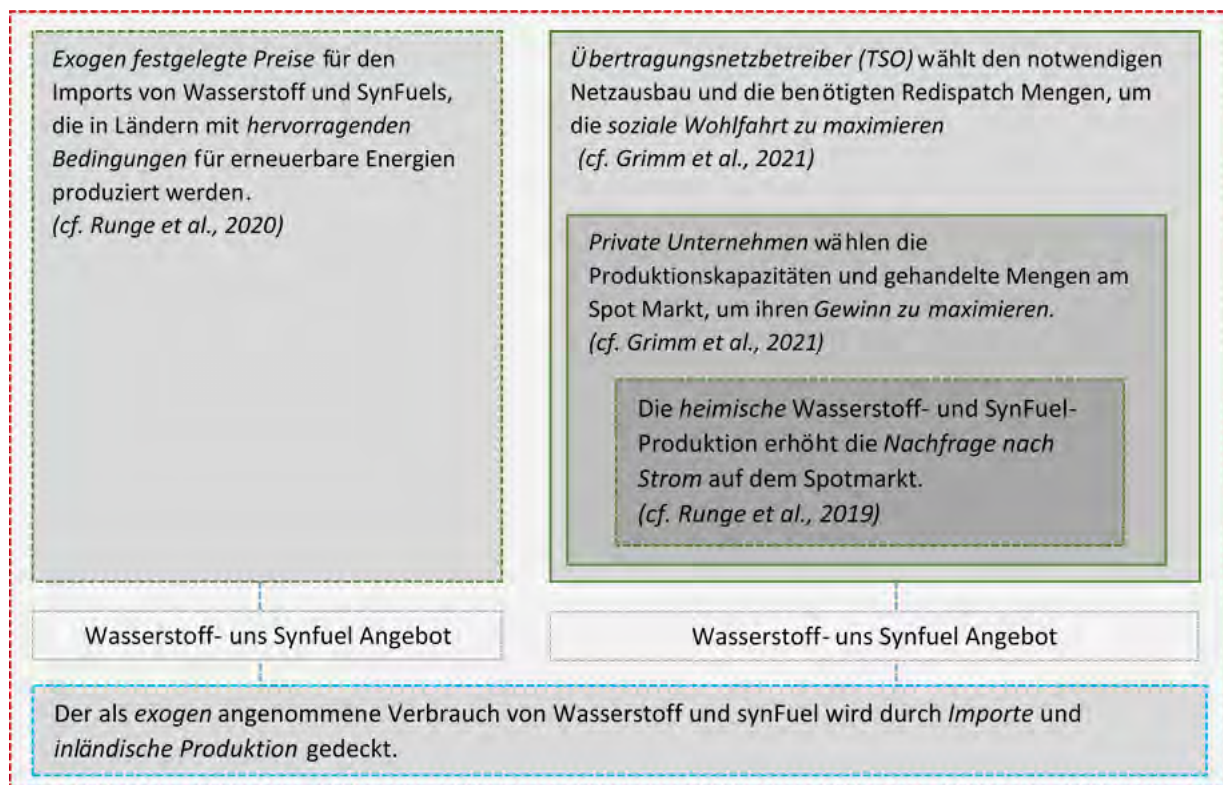 Exogen festgelegte Preise für den
Imports von Wasserstoff und SynFuels,
die in Ländern mit hervorragenden
Bedingungen für erneuerbare Energien
produziert werden.
(cf. Runge et al., 2020)
Übertragungsnetzbetreiber (TSO) wählt den notwendigen
Netzausbau und die benötigten Redispatch Mengen, um
die soziale Wohlfahrt zu maximieren
(cf. Grimm et al., 2021)
Private Unternehmen wählen die
Produktionskapazitäten und gehandelte Mengen am
Spot Markt, um ihren Gewinn zu maximieren.
(cf. Grimm et al., 2021)
Die heimische Wasserstoff- und SynFuel-
Produktion erhöht die Nachfrage nach
Strom auf dem Spotmarkt.
(cf. Runge et al., 2019)
Wasserstoff- uns Synfuel Angebot
Wasserstoff- uns Synfuel Angebot
Der als exogen angenommene Verbrauch von Wasserstoff und synFuel wird durch Importe und
inländische Produktion gedeckt.